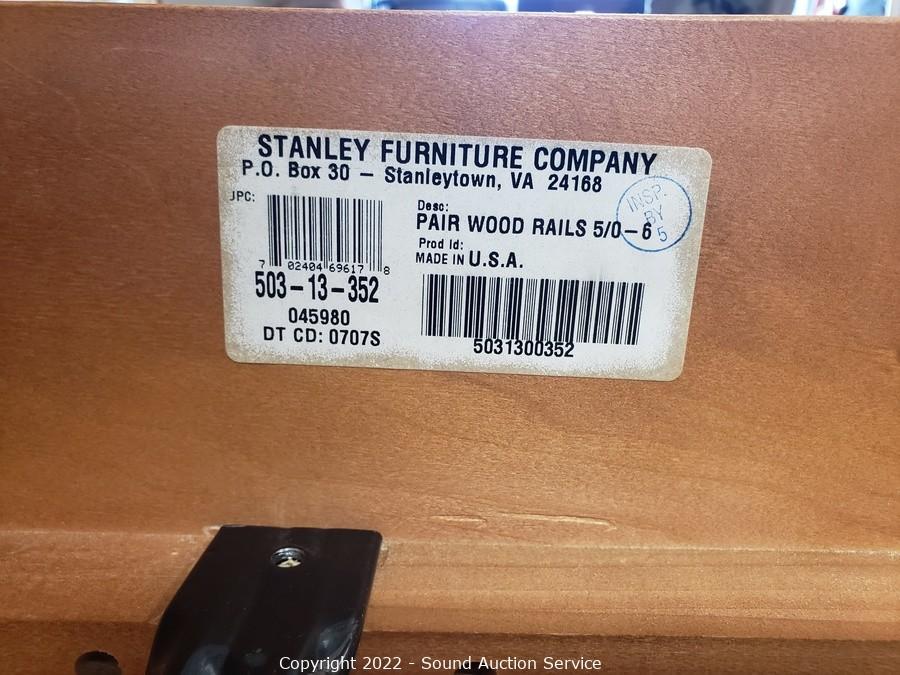 STANLEY FURNITURE COMPANY
P.O. Box 30 – Stanleytown, VA 24168
JPC:
7 02404 69617 8
503-13-352
045980
DT CD: 0707S
Desc:
PAIR WOOD RAILS 5/0-6
Prod Id:
MADE IN U.S.A.
5031300352
INSP.
BY
5
Copyright 2022 - Sound Auction Service